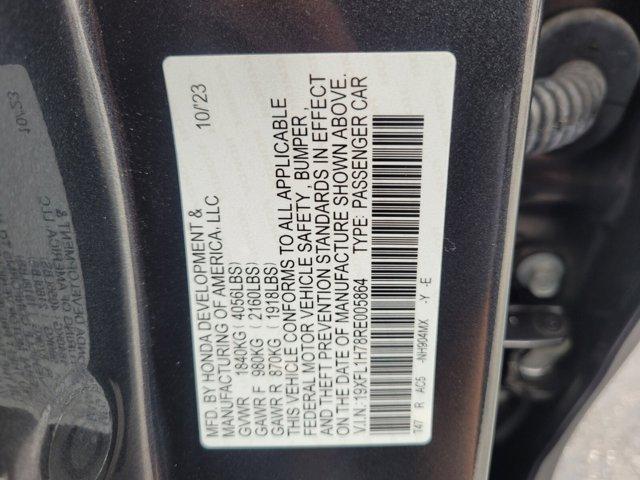 MFD. BY HONDA DEVELOPMENT &
MANUFACTURING OF AMERICA, LLC 10/23
GVWR 1840KG (4056LBS)
GAWR F 980KG (2160LBS)
GAWR R 870KG (1918LBS)
THIS VEHICLE CONFORMS TO ALL APPLICABLE
FEDERAL MOTOR VEHICLE SAFETY, BUMPER,
AND THEFT PREVENTION STANDARDS IN EFFECT
ON THE DATE OF MANUFACTURE SHOWN ABOVE.
V.I.N.:19XFL1H78RE005864 TYPE: PASSENGER CAR
T47 R AC5 -NH904MX -Y -E